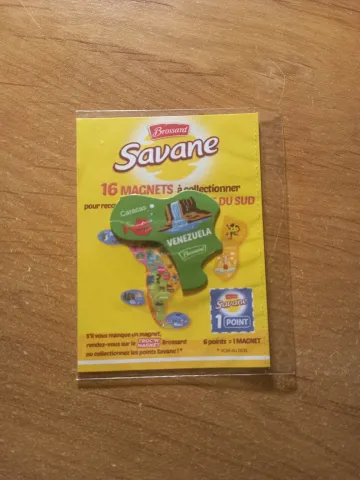 Brossard
Savane
16 MAGNETS à collectionner
pour reco DU SUD
Caracas
VENEZUELA
Brossard
Savane
1 POINT
S'il vous manque un magnet,
rendez-vous sur le Brossard
ou collectionnez les points Savane !*
6 points = 1 MAGNET